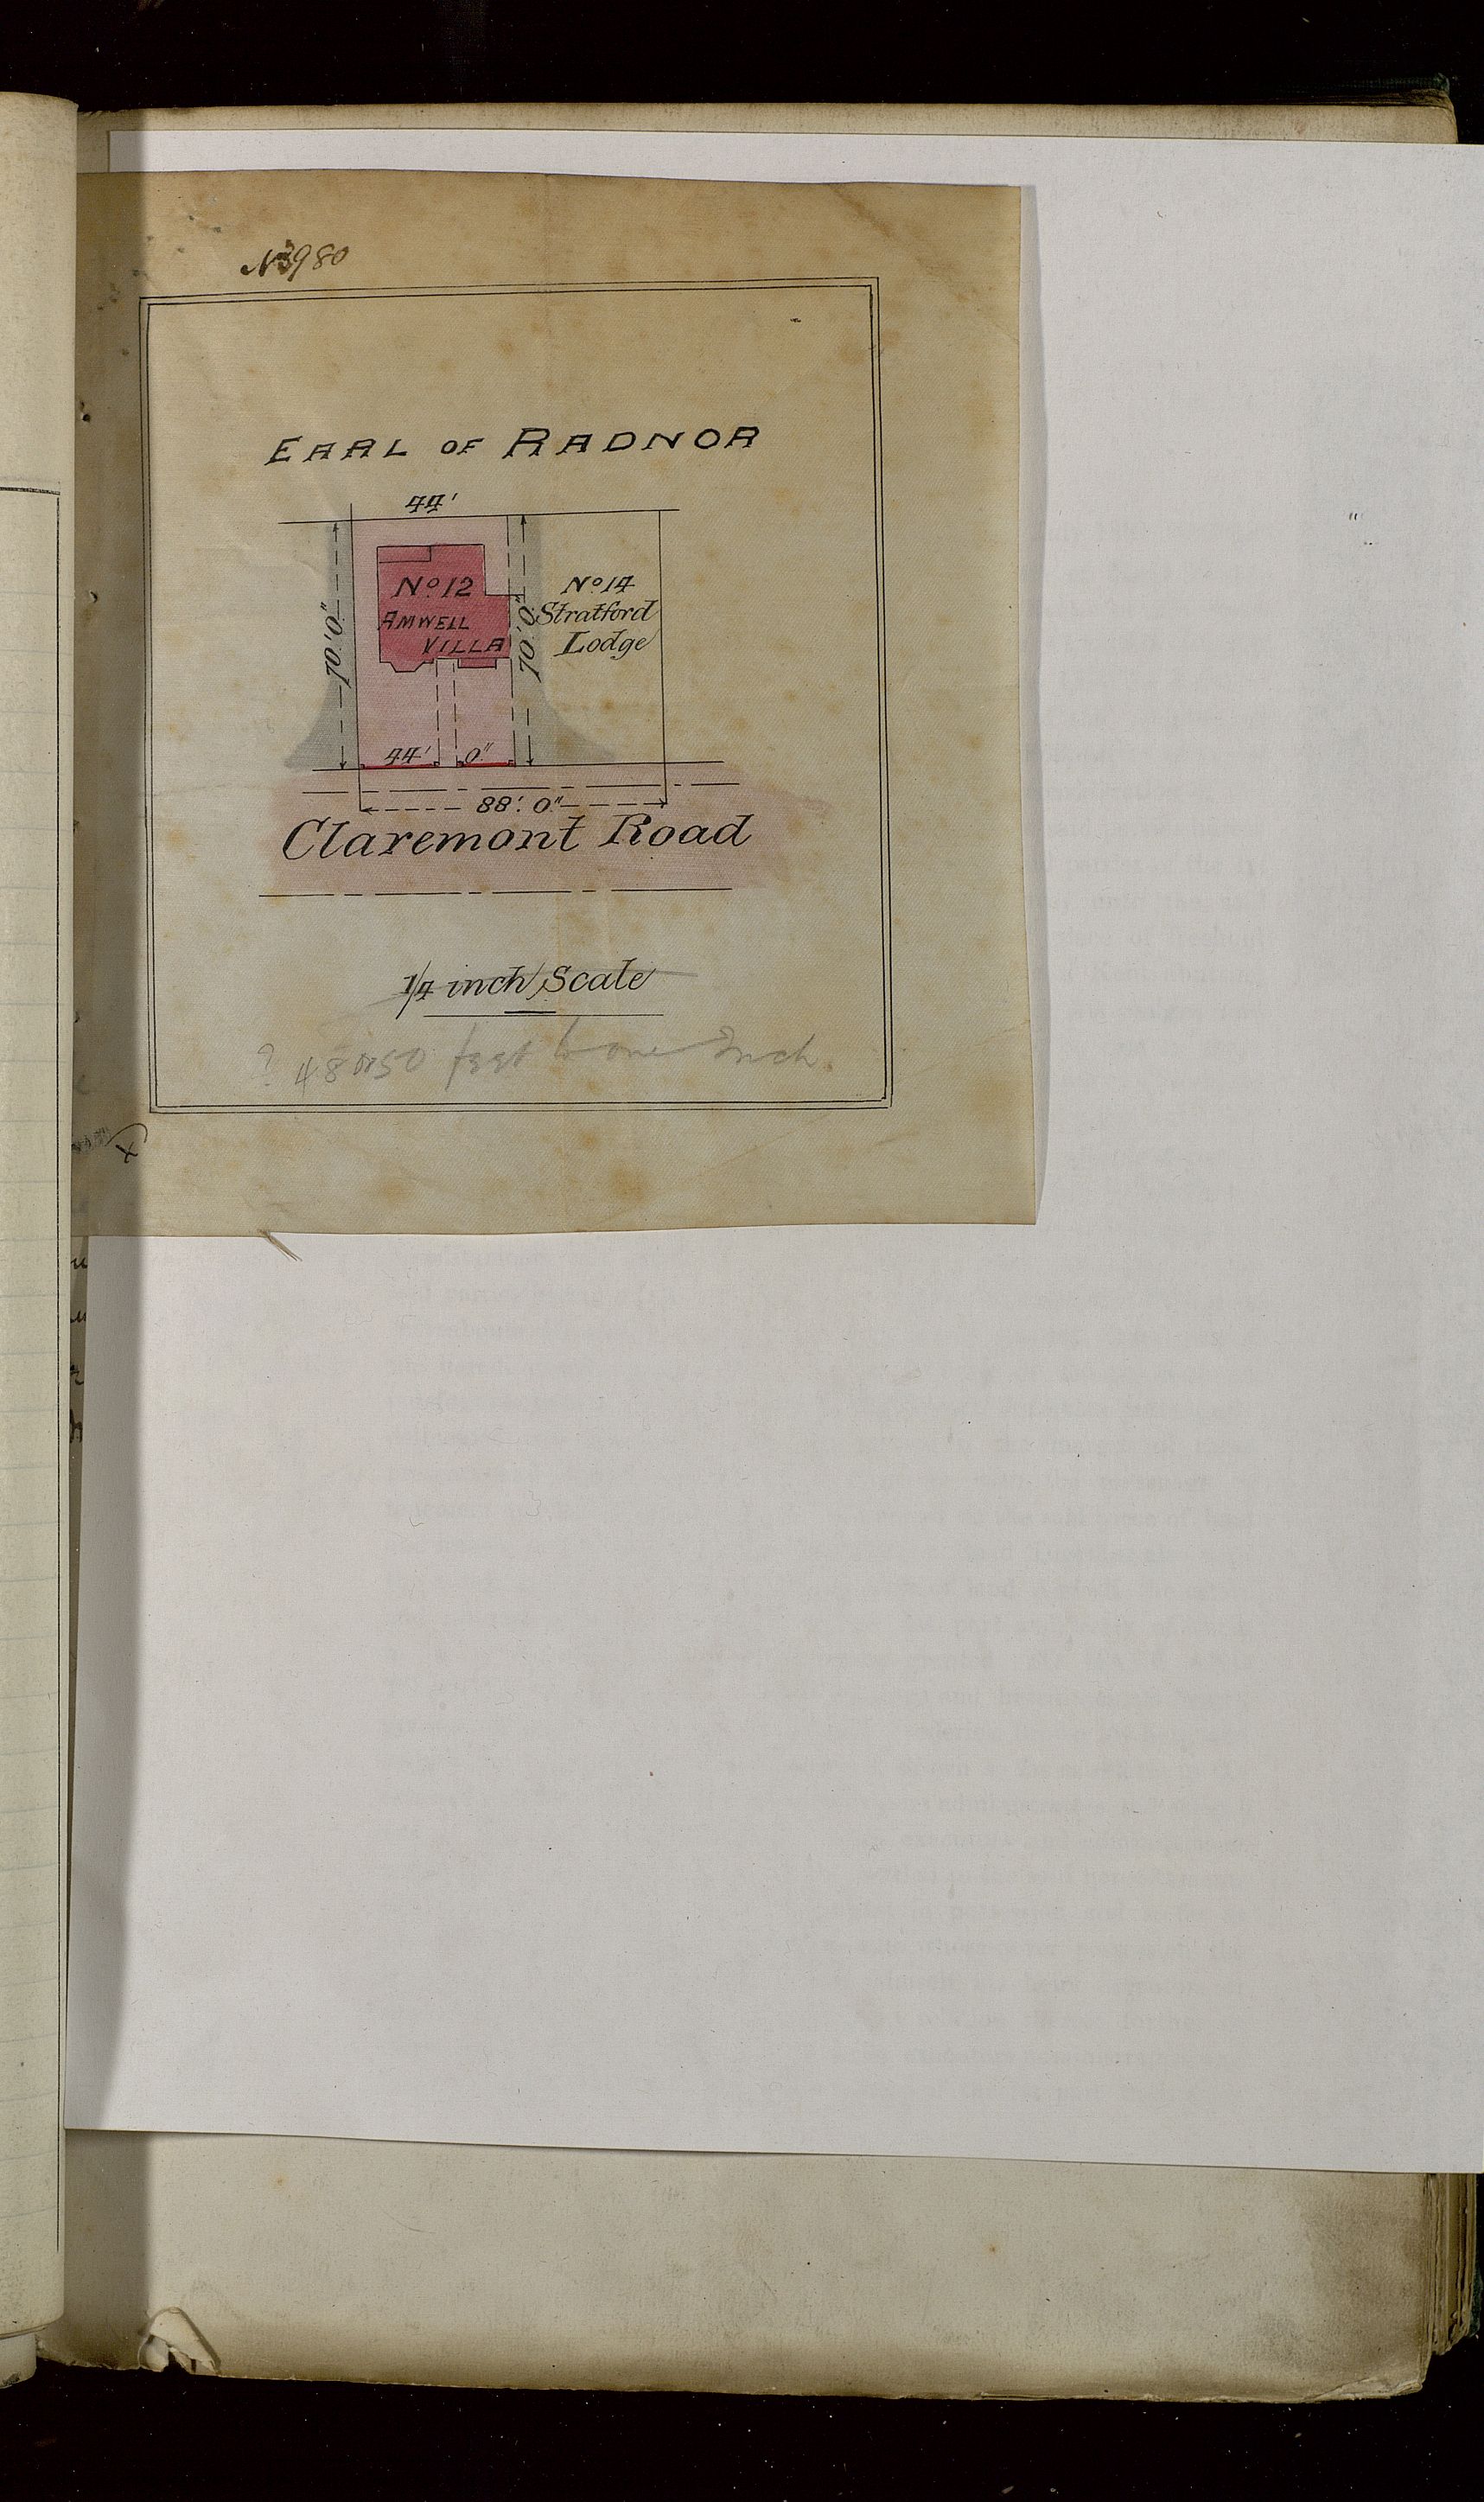 No 3980
EARL OF RADNOR
44'
No 12
AMWELL
VILLA
70'.0"
70'.0"
No 14
Stratford
Lodge
44' 0"
88'. 0"
Claremont Road
1/4 inch Scale
? 48 or 50 feet to one Inch.